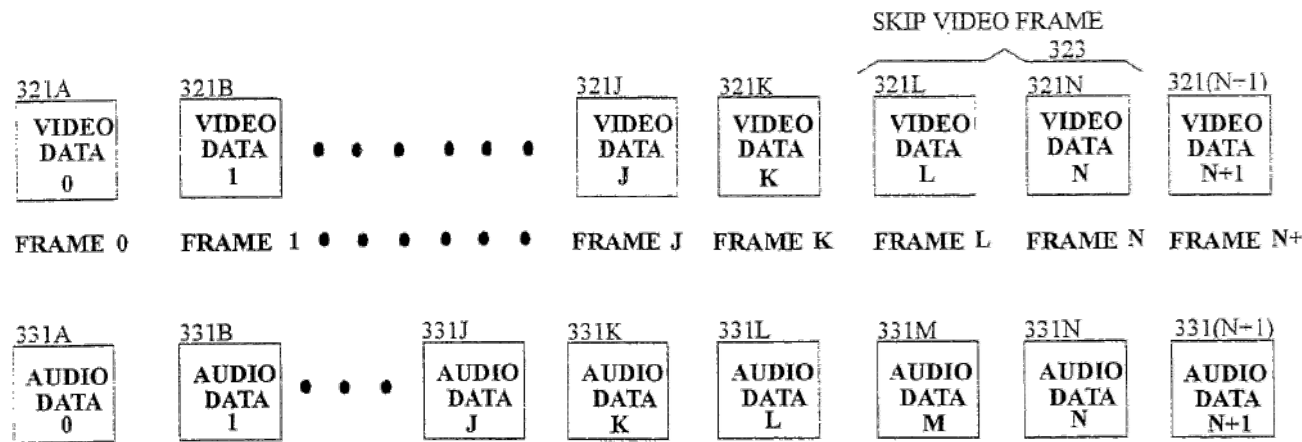 SKIP VIDEO FRAME
323
321A 321B 321J 321K 321L 321N 321(N-1)
VIDEO VIDEO VIDEO VIDEO VIDEO VIDEO VIDEO
DATA DATA DATA DATA DATA DATA DATA
0 1 J K L N N+1
FRAME 0 FRAME 1 FRAME J FRAME K FRAME L FRAME N FRAME N+
331A 331B 331J 331K 331L 331M 331N 331(N+1)
AUDIO AUDIO AUDIO AUDIO AUDIO AUDIO AUDIO AUDIO
DATA DATA DATA DATA DATA DATA DATA DATA
0 1 J K L M N N+1